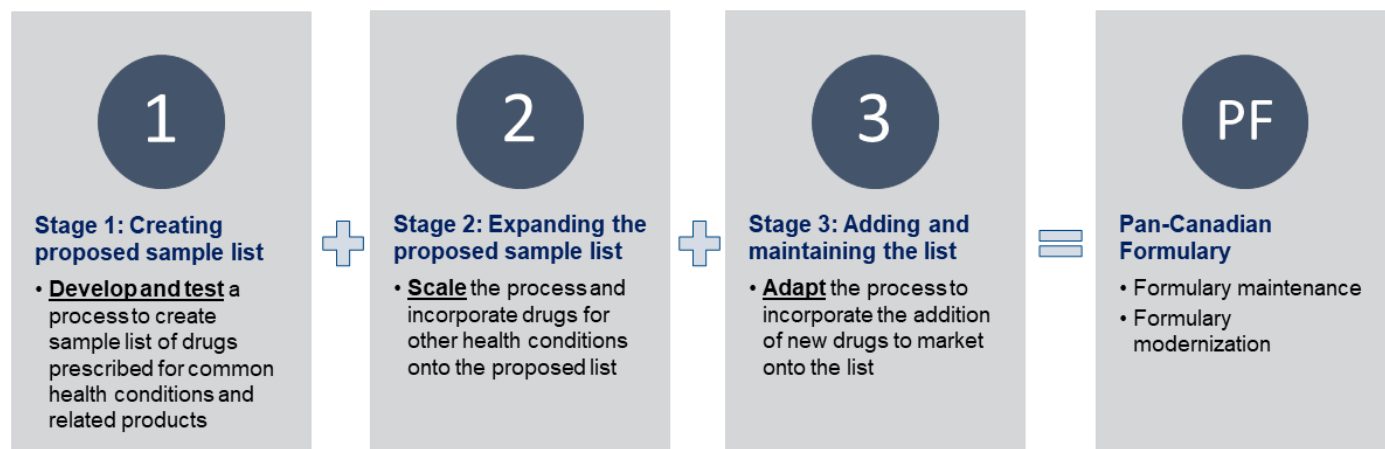 1
Stage 1: Creating
proposed sample list
• Develop and test a
process to create
sample list of drugs
prescribed for common
health conditions and
related products
2
Stage 2: Expanding the
proposed sample list
• Scale the process and
incorporate drugs for
other health conditions
onto the proposed list
3
Stage 3: Adding and
maintaining the list
• Adapt the process to
incorporate the addition
of new drugs to market
onto the list
PF
Pan-Canadian
Formulary
• Formulary maintenance
• Formulary
modernization